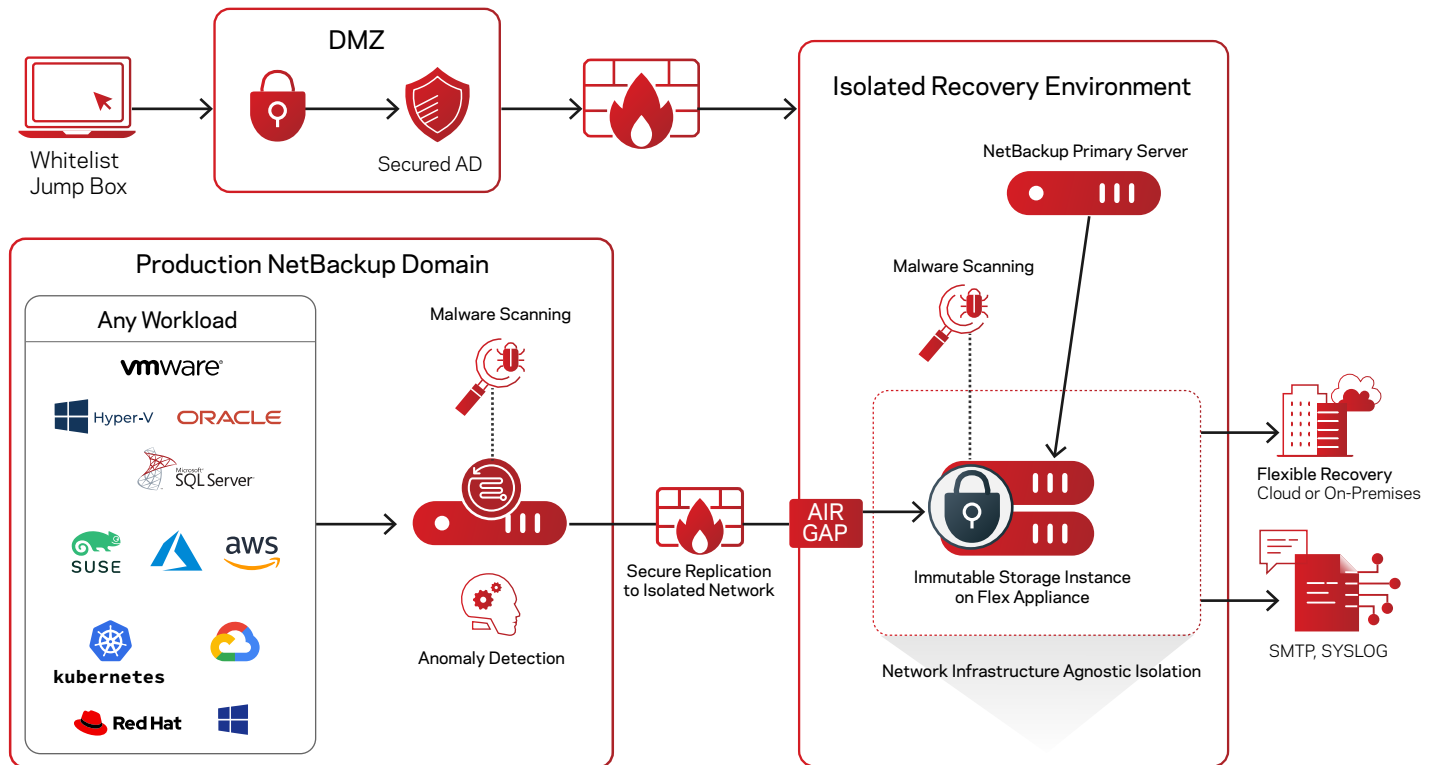 DMZ
Secured AD
Whitelist
Jump Box
Isolated Recovery Environment
NetBackup Primary Server
Malware Scanning
Production NetBackup Domain
Any Workload
vmware®
Hyper-V
ORACLE
Microsoft®
SQL Server
SUSE
aws
kubernetes
Red Hat
Malware Scanning
Anomaly Detection
Secure Replication
to Isolated Network
AIR
GAP
Immutable Storage Instance
on Flex Appliance
Network Infrastructure Agnostic Isolation
Flexible Recovery
Cloud or On-Premises
SMTP, SYSLOG